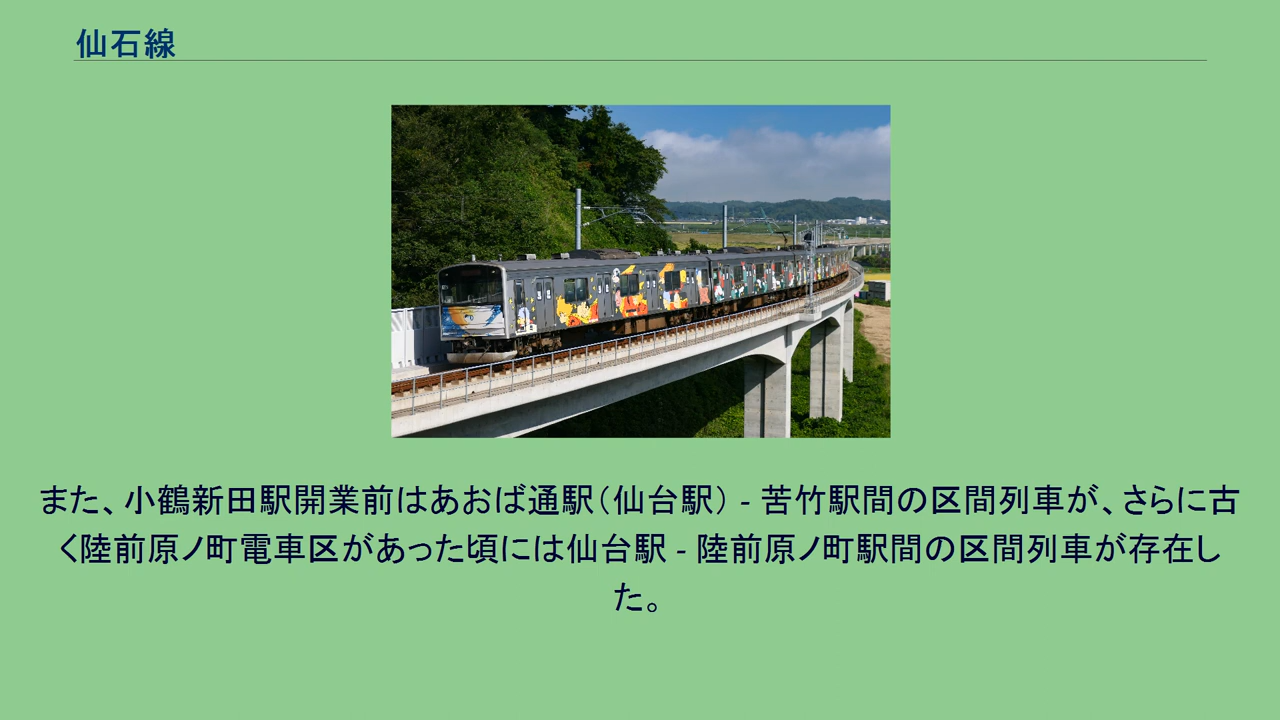 仙石線
また、小鶴新田駅開業前はあおば通駅（仙台駅） - 苦竹駅間の区間列車が、さらに古
く陸前原ノ町電車区があった頃には仙台駅 - 陸前原ノ町駅間の区間列車が存在し
た。